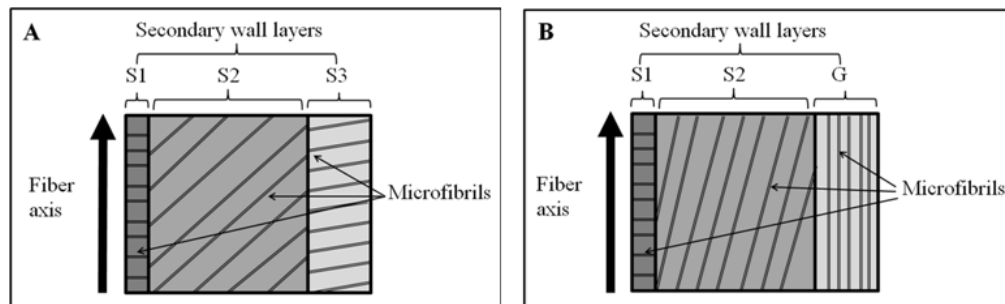 A
Secondary wall layers
S1 S2 S3
Fiber
axis
Microfibrils
B
Secondary wall layers
S1 S2 G
Fiber
axis
Microfibrils